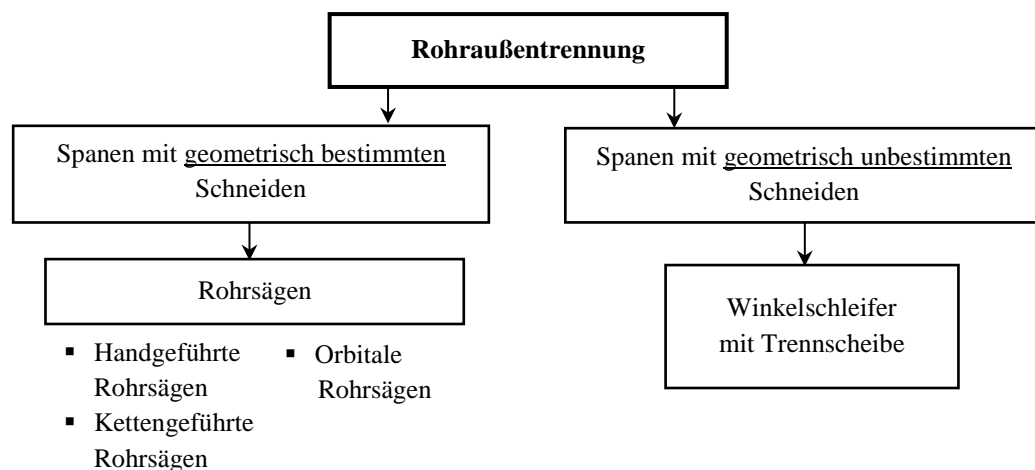 Rohraußentrennung
Spanen mit geometrisch bestimmten
Schneiden
Spanen mit geometrisch unbestimmten
Schneiden
Rohrsägen
Winkelschleifer
mit Trennscheibe
▪ Handgeführte
Rohrsägen
▪ Kettengeführte
Rohrsägen
▪ Orbitale
Rohrsägen